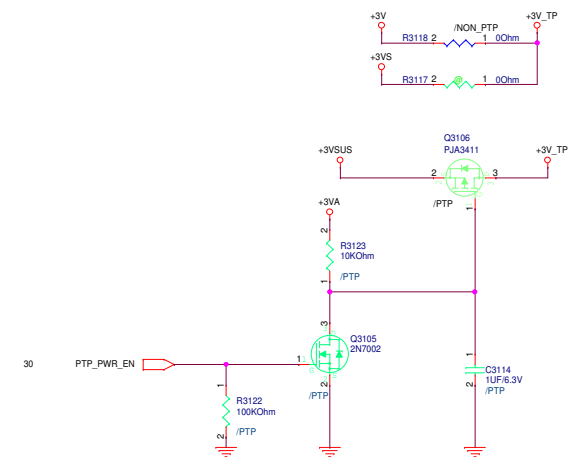 +3V
/NON_PTP
+3V_TP
R3118 2
1 0Ohm
+3VS
R3117 2
@
1 0Ohm
Q3106
PJA3411
+3VSUS
+3V_TP
2
3
/PTP
1
+3VA
2
R3123
10KOhm
1
/PTP
3
Q3105
2N7002
30
PTP_PWR_EN
1
2
/PTP
1
C3114
1UF/6.3V
2
/PTP
1
R3122
100KOhm
2
/PTP